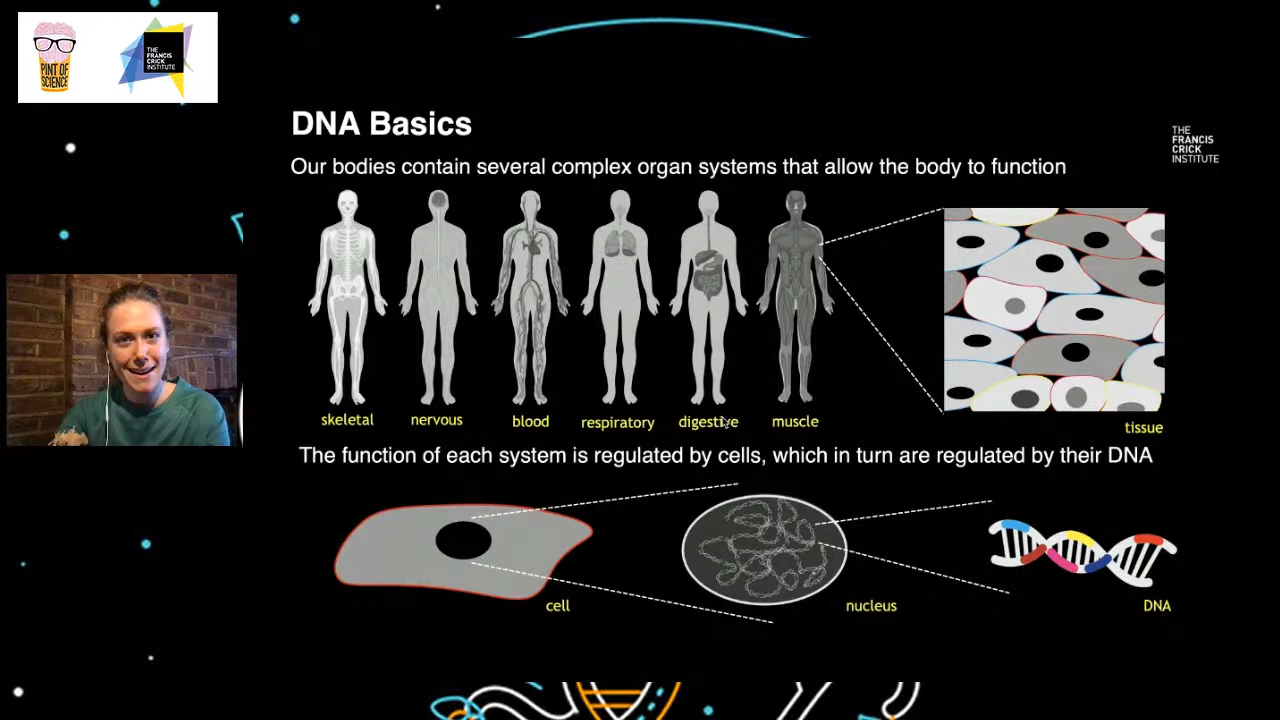 PINT OF
SCIENCE
THE
FRANCIS
CRICK
INSTITUTE
DNA Basics
THE
FRANCIS
CRICK
INSTITUTE
Our bodies contain several complex organ systems that allow the body to function
skeletal
nervous
blood
respiratory
digestive
muscle
tissue
The function of each system is regulated by cells, which in turn are regulated by their DNA
cell
nucleus
DNA